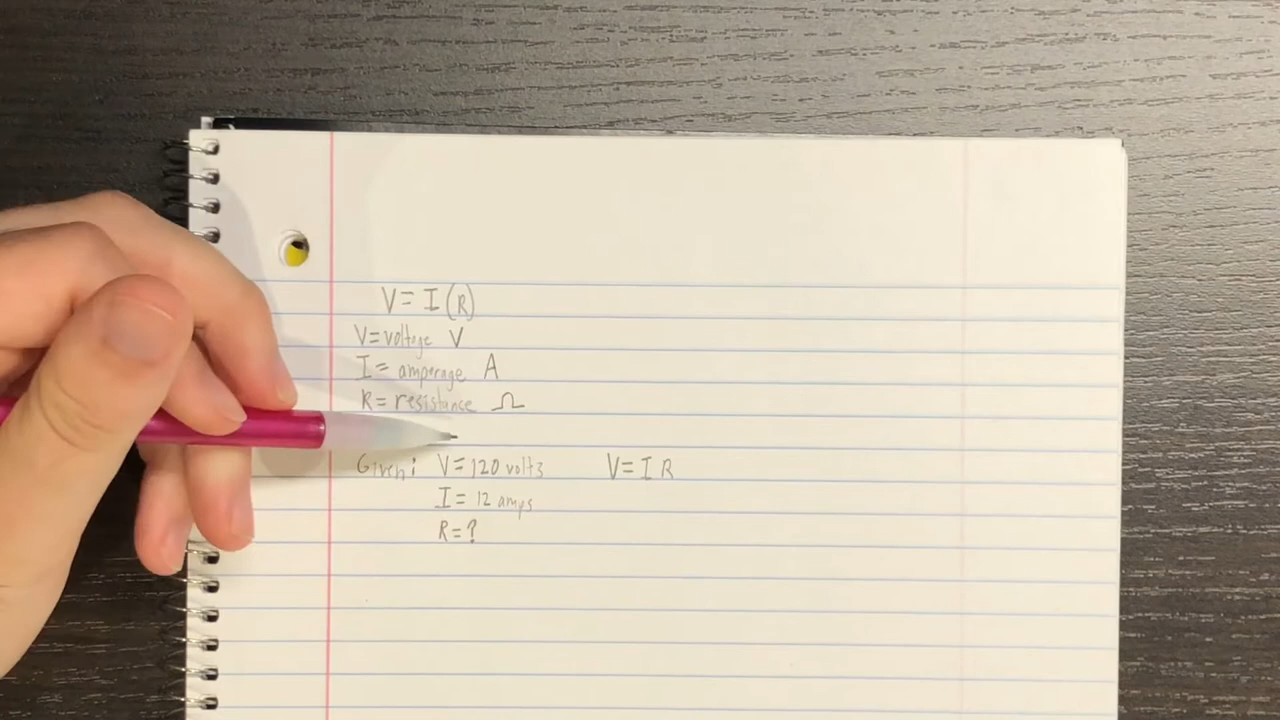 V = I (R)
V = voltage V
I = amperage A
R = resistance Ω
Given: V = 120 volts V = I R
I = 12 amps
R = ?